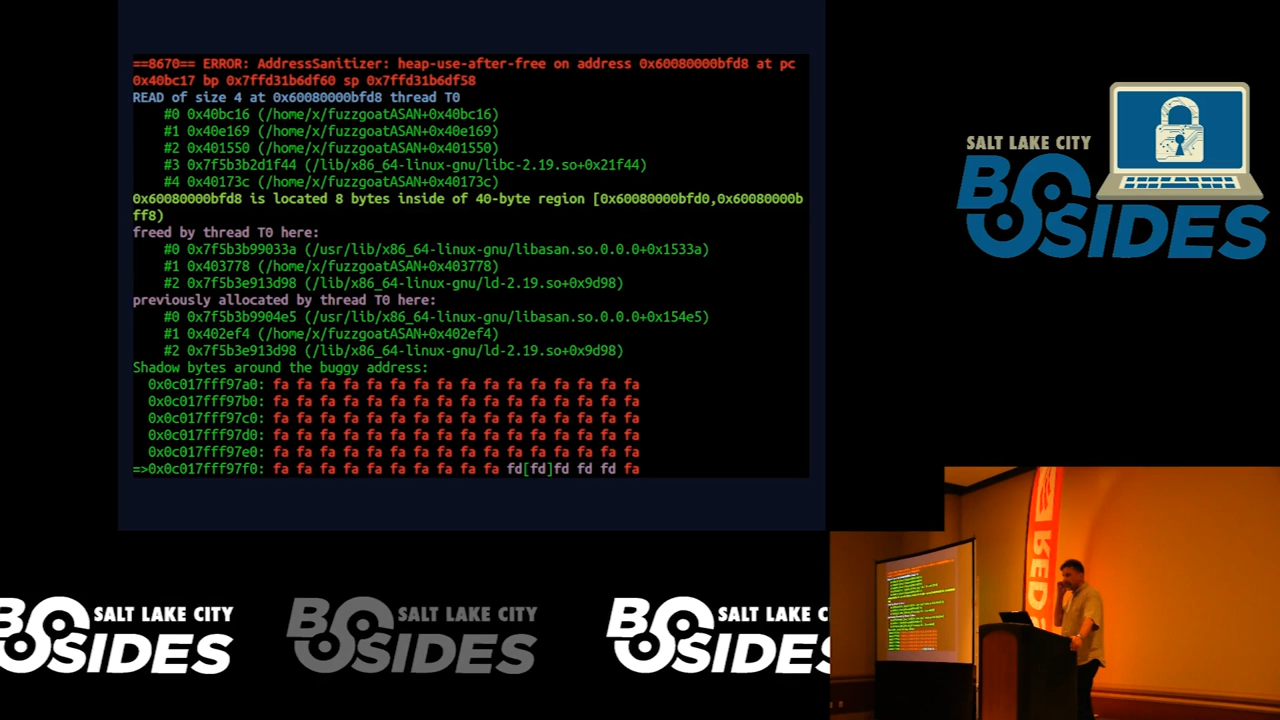 ==8670== ERROR: AddressSanitizer: heap-use-after-free on address 0x60080000bfd8 at pc
0x40bc17 bp 0x7ffd31b6df60 sp 0x7ffd31b6df58
READ of size 4 at 0x60080000bfd8 thread T0
#0 0x40bc16 (/home/x/fuzzgoatASAN+0x40bc16)
#1 0x40e169 (/home/x/fuzzgoatASAN+0x40e169)
#2 0x401550 (/home/x/fuzzgoatASAN+0x401550)
#3 0x7f5b3b2d1f44 (/lib/x86_64-linux-gnu/libc-2.19.so+0x21f44)
#4 0x40173c (/home/x/fuzzgoatASAN+0x40173c)
0x60080000bfd8 is located 8 bytes inside of 40-byte region [0x60080000bfd0,0x60080000b
ff8)
freed by thread T0 here:
#0 0x7f5b3b99033a (/usr/lib/x86_64-linux-gnu/libasan.so.0.0.0+0x1533a)
#1 0x403778 (/home/x/fuzzgoatASAN+0x403778)
#2 0x7f5b3e913d98 (/lib/x86_64-linux-gnu/ld-2.19.so+0x9d98)
previously allocated by thread T0 here:
#0 0x7f5b3b9904e5 (/usr/lib/x86_64-linux-gnu/libasan.so.0.0.0+0x154e5)
#1 0x402ef4 (/home/x/fuzzgoatASAN+0x402ef4)
#2 0x7f5b3e913d98 (/lib/x86_64-linux-gnu/ld-2.19.so+0x9d98)
Shadow bytes around the buggy address:
0x0c017fff97a0: fa fa fa fa fa fa fa fa fa fa fa fa fa fa fa fa
0x0c017fff97b0: fa fa fa fa fa fa fa fa fa fa fa fa fa fa fa fa
0x0c017fff97c0: fa fa fa fa fa fa fa fa fa fa fa fa fa fa fa fa
0x0c017fff97d0: fa fa fa fa fa fa fa fa fa fa fa fa fa fa fa fa
0x0c017fff97e0: fa fa fa fa fa fa fa fa fa fa fa fa fa fa fa fa
=>0x0c017fff97f0: fa fa fa fa fa fa fa fa fa fa fd[fd]fd fd fd fa
SALT LAKE CITY
BSIDES
RED
SALT LAKE CITY
BSIDES
SALT LAKE CITY
BSIDES
SALT LAKE CITY
BSIDES